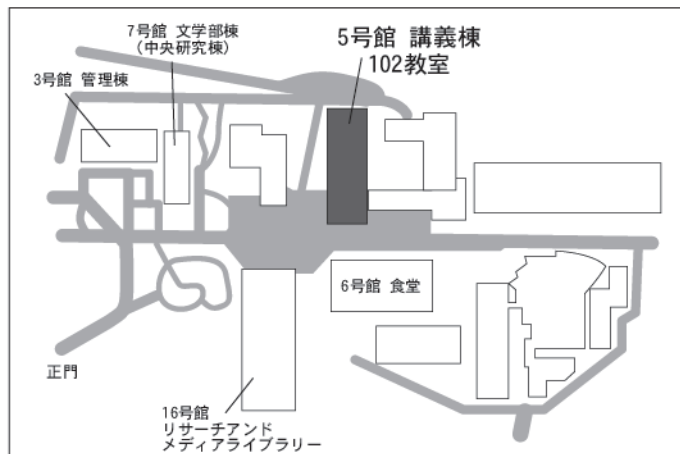 7号館 文学部棟
（中央研究棟）
5号館 講義棟
102教室
3号館 管理棟
6号館 食堂
正門
16号館
リサーチアンド
メディアライブラリー